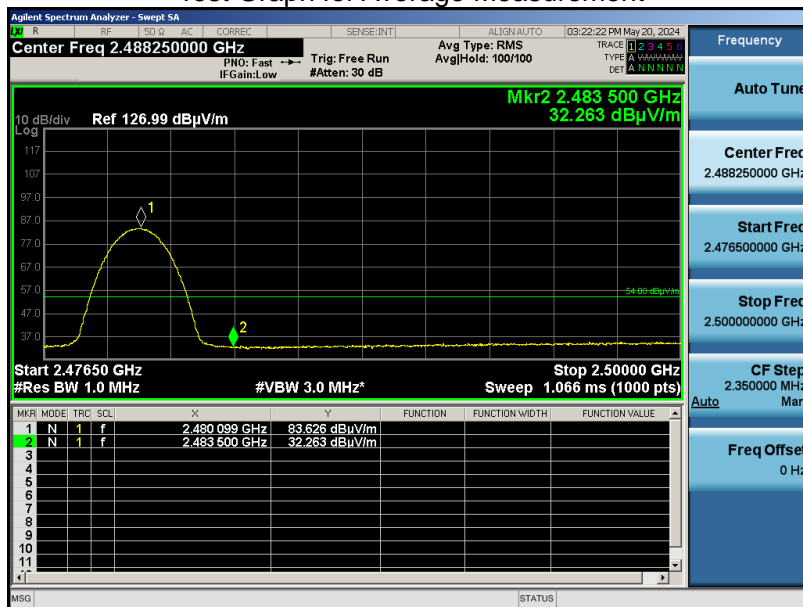 Test Graph for Average Measurement
Agilent Spectrum Analyzer - Swept SA
LXI R RF 50 Ω AC CORREC SENSE:INT ALIGN AUTO 03:22:22 PM May 20, 2024
Center Freq 2.488250000 GHz
PNO: Fast
IFGain:Low
Trig: Free Run
#Atten: 30 dB
Avg Type: RMS
Avg|Hold: 100/100
TRACE 1 2 3 4 5 6
TYPE A WWWWW
DET A N N N N N
Mkr2 2.483 500 GHz
32.263 dBµV/m
10 dB/div Ref 126.99 dBµV/m
Log
117
107
97.0
87.0
77.0
67.0
57.0
47.0
37.0
1
2
54.00 dBµV/m
Start 2.47650 GHz Stop 2.50000 GHz
#Res BW 1.0 MHz #VBW 3.0 MHz* Sweep 1.066 ms (1000 pts)
MKR MODE TRC SCL X Y FUNCTION FUNCTION WIDTH FUNCTION VALUE
1 N 1 f 2.480 099 GHz 83.626 dBµV/m
2 N 1 f 2.483 500 GHz 32.263 dBµV/m
3
4
5
6
7
8
9
10
11
MSG STATUS
Frequency
Auto Tune
Center Freq
2.488250000 GHz
Start Freq
2.476500000 GHz
Stop Freq
2.500000000 GHz
CF Step
2.350000 MHz
Auto Man
Freq Offset
0 Hz